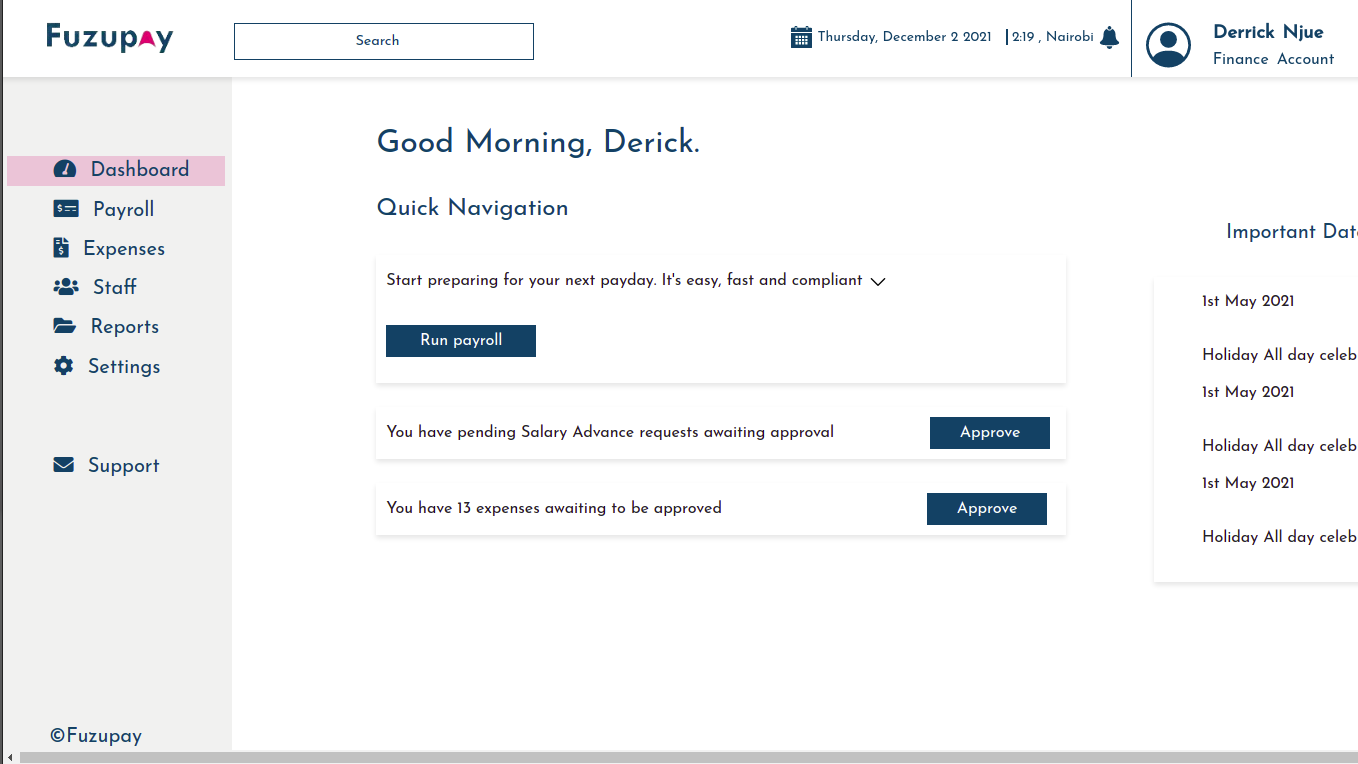 Fuzupay
Search
Thursday, December 2 2021
2:19 , Nairobi
Derrick Njue
Finance Account
Dashboard
Payroll
Expenses
Staff
Reports
Settings
Support
©Fuzupay
Good Morning, Derick.
Quick Navigation
Start preparing for your next payday. It's easy, fast and compliant
Run payroll
You have pending Salary Advance requests awaiting approval
Approve
You have 13 expenses awaiting to be approved
Approve
Important Dat
1st May 2021
Holiday All day celeb
1st May 2021
Holiday All day celeb
1st May 2021
Holiday All day celeb